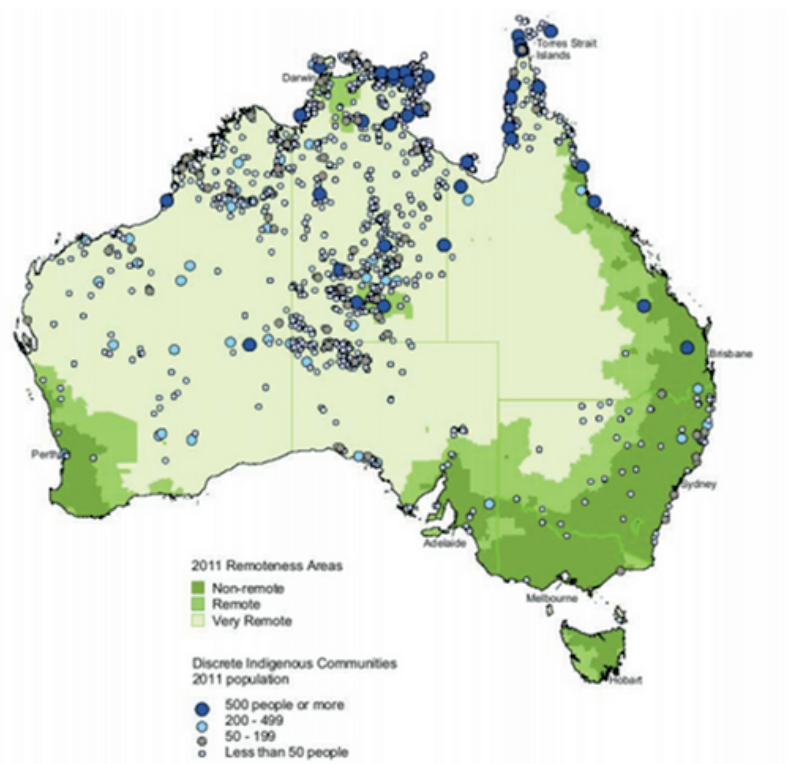 Torres Strait
Islands
Darwin
Brisbane
Perth
Sydney
Adelaide
2011 Remoteness Areas
Non-remote
Remote
Very Remote
Melbourne
Discrete Indigenous Communities
2011 population
Hobart
500 people or more
200 - 499
50 - 199
Less than 50 people